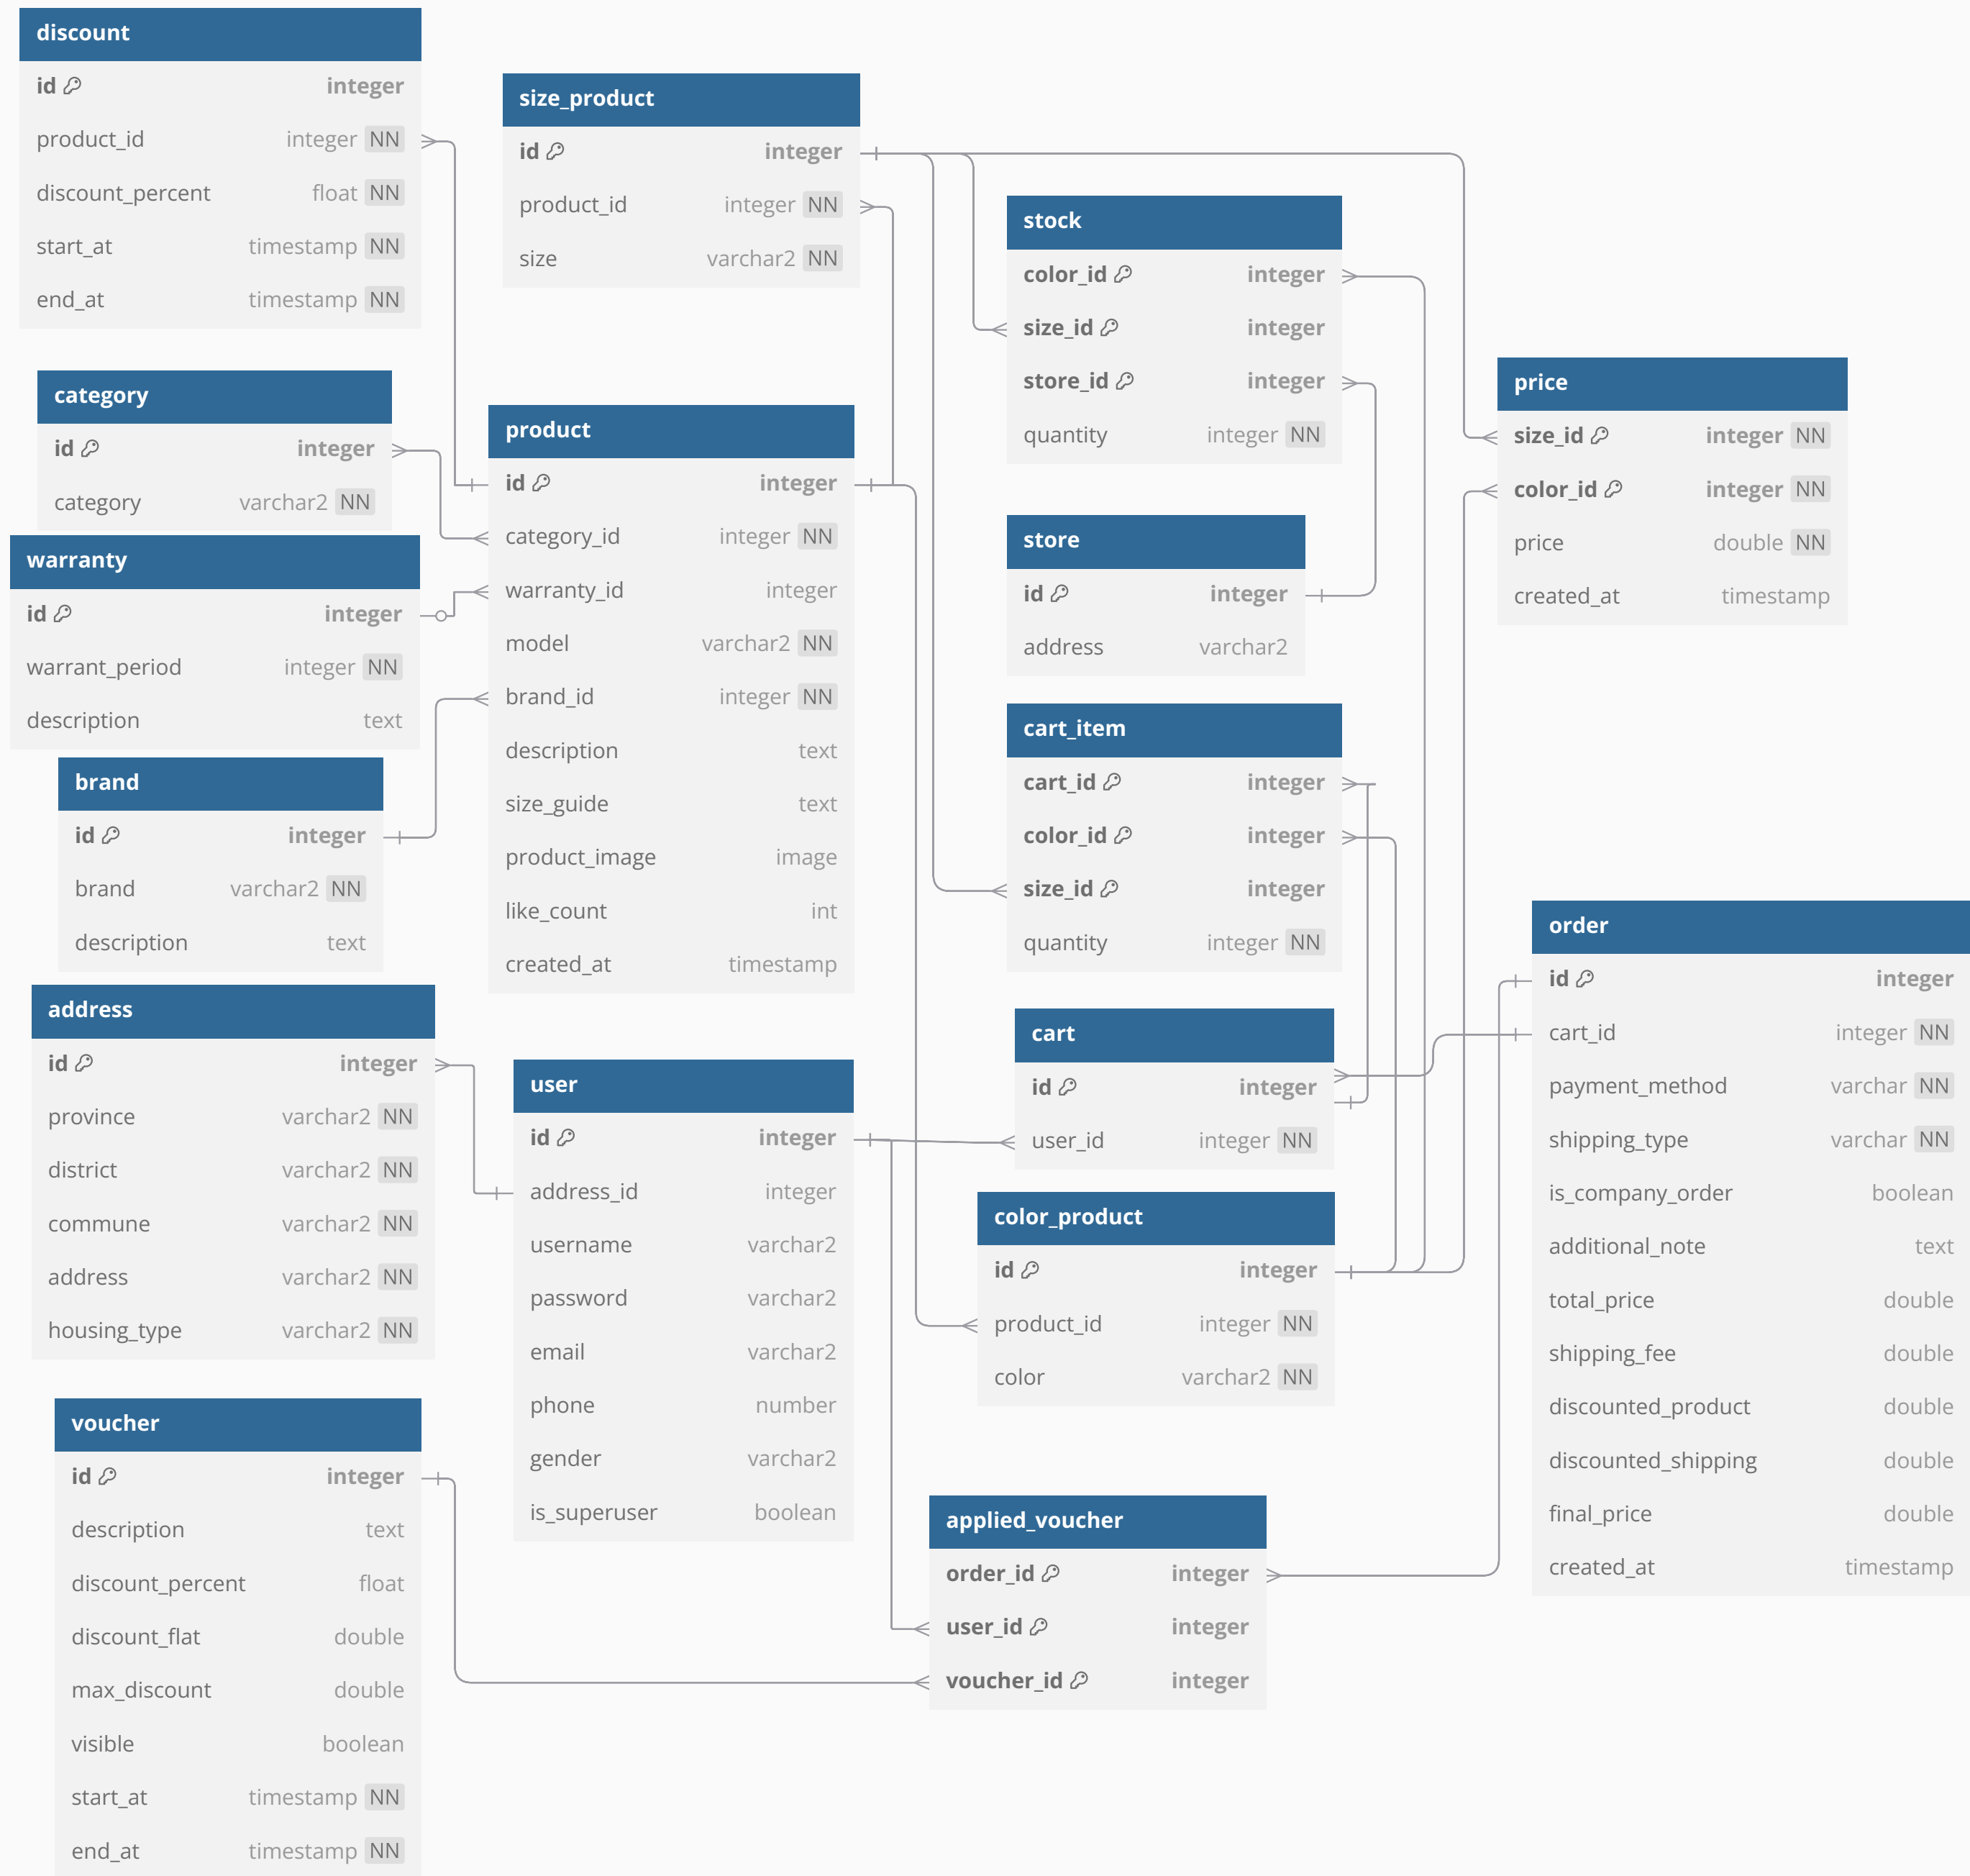 discount
id integer
product_id integer NN
discount_percent float NN
start_at timestamp NN
end_at timestamp NN
size_product
id integer
product_id integer NN
size varchar2 NN
stock
color_id integer
size_id integer
store_id integer
quantity integer NN
price
size_id integer NN
color_id integer NN
price double NN
created_at timestamp
category
id integer
category varchar2 NN
product
id integer
category_id integer NN
warranty_id integer
model varchar2 NN
brand_id integer NN
description text
size_guide text
product_image image
like_count int
created_at timestamp
store
id integer
address varchar2
warranty
id integer
warrant_period integer NN
description text
cart_item
cart_id integer
color_id integer
size_id integer
quantity integer NN
brand
id integer
brand varchar2 NN
description text
order
id integer
cart_id integer NN
payment_method varchar NN
shipping_type varchar NN
is_company_order boolean
additional_note text
total_price double
shipping_fee double
discounted_product double
discounted_shipping double
final_price double
created_at timestamp
address
id integer
province varchar2 NN
district varchar2 NN
commune varchar2 NN
address varchar2 NN
housing_type varchar2 NN
user
id integer
address_id integer
username varchar2
password varchar2
email varchar2
phone number
gender varchar2
is_superuser boolean
cart
id integer
user_id integer NN
color_product
id integer
product_id integer NN
color varchar2 NN
voucher
id integer
description text
discount_percent float
discount_flat double
max_discount double
visible boolean
start_at timestamp NN
end_at timestamp NN
applied_voucher
order_id integer
user_id integer
voucher_id integer